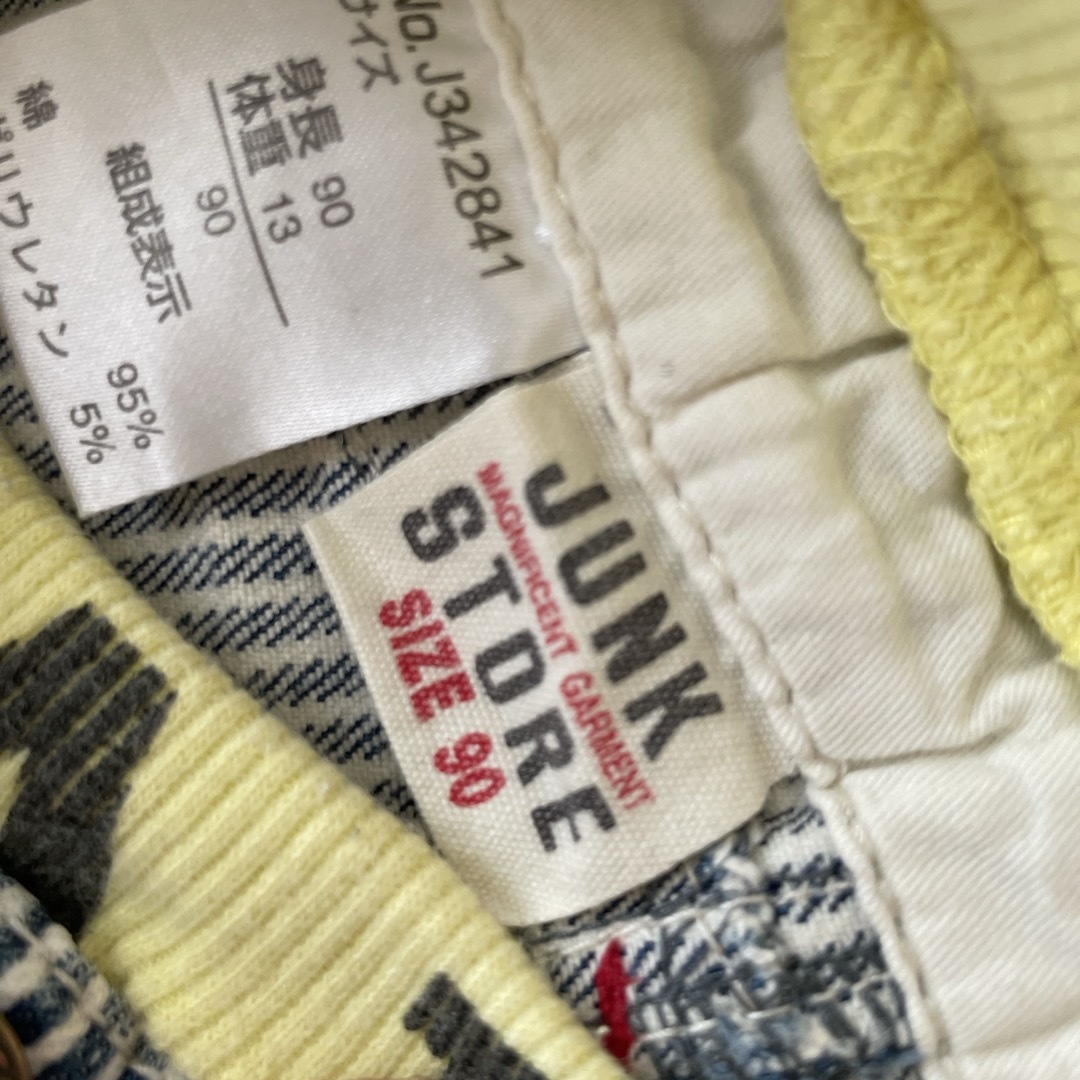 No.J342841
サイズ
身長 90
体重 13
90
組成表示
綿 95%
ポリウレタン 5%
JUNK
MAGNIFICENT GARMENT
STORE
SIZE 90